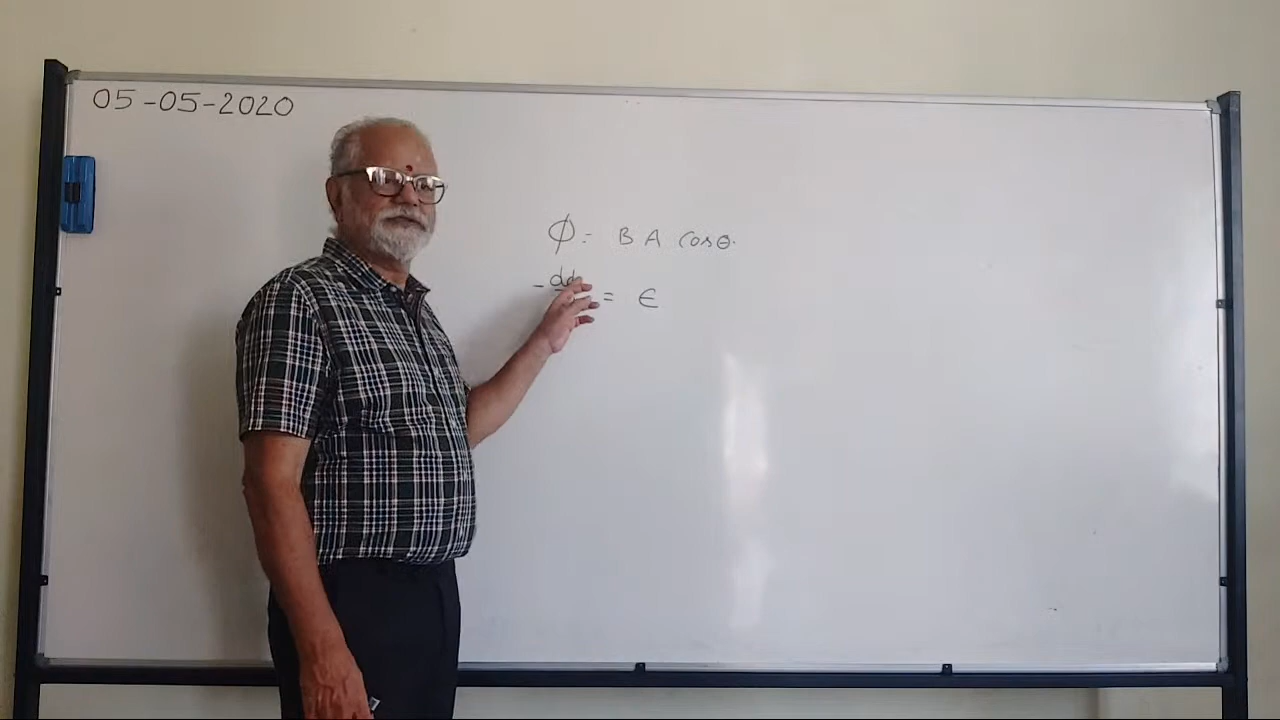 05-05-2020
ϕ = B A Cosθ.
= ϵ